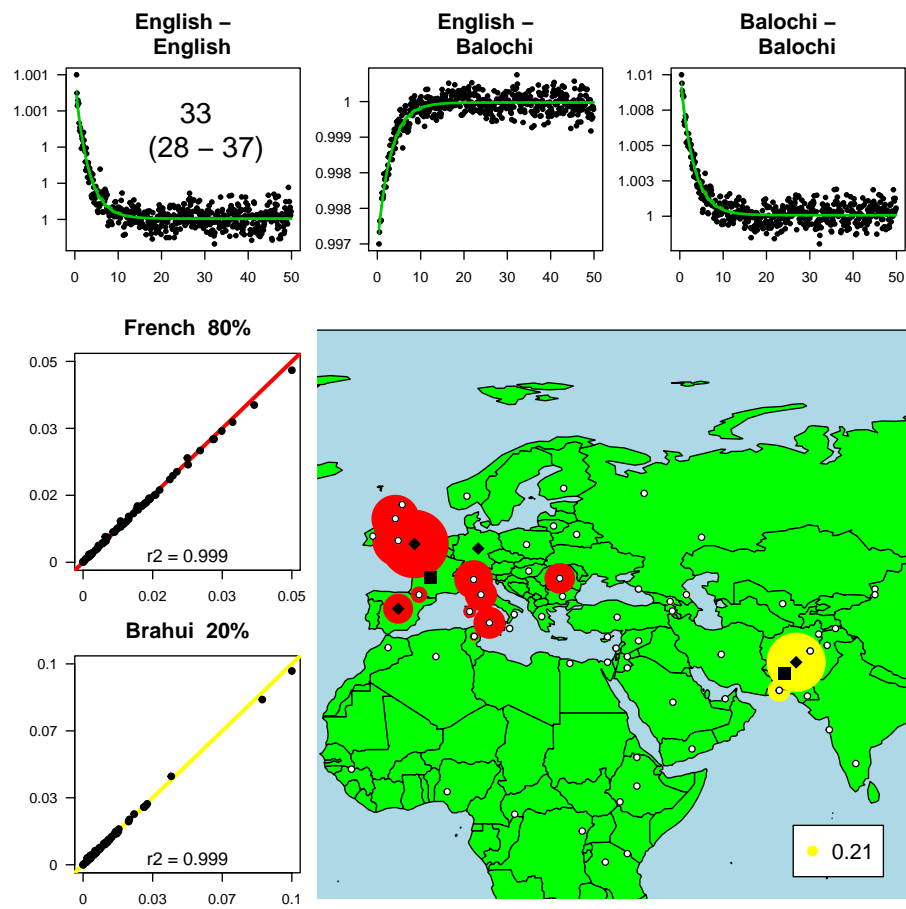 English –
English
English –
Balochi
Balochi –
Balochi
1.001
1.001
1
1
1
33
(28 – 37)
0 10 20 30 40 50
1
0.999
0.998
0.998
0.997
0 10 20 30 40 50
1.01
1.008
1.005
1.003
1
0 10 20 30 40 50
French 80%
0.05
0.03
0.02
0
r2 = 0.999
0 0.02 0.03 0.05
Brahui 20%
0.1
0.07
0.03
0
r2 = 0.999
0 0.03 0.07 0.1
0.21